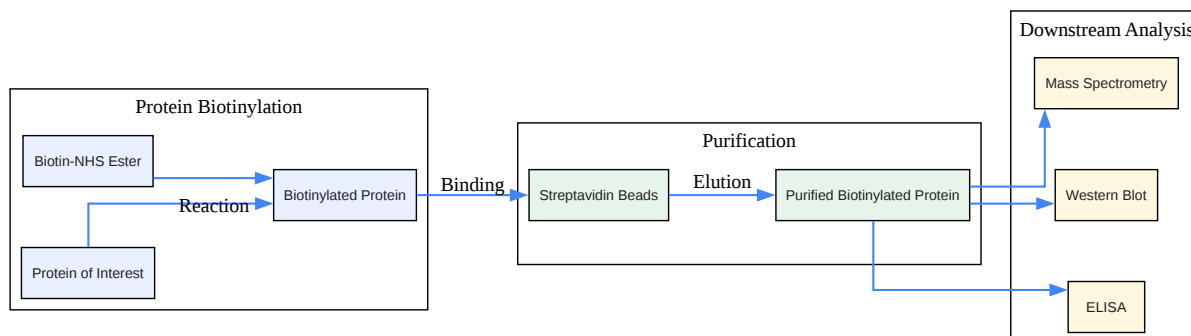 Downstream Analysis
Mass Spectrometry
Protein Biotinylation
Purification
Biotin-NHS Ester
Biotinylated Protein
Binding
Streptavidin Beads
Elution
Purified Biotinylated Protein
Western Blot
Reaction
Protein of Interest
ELISA